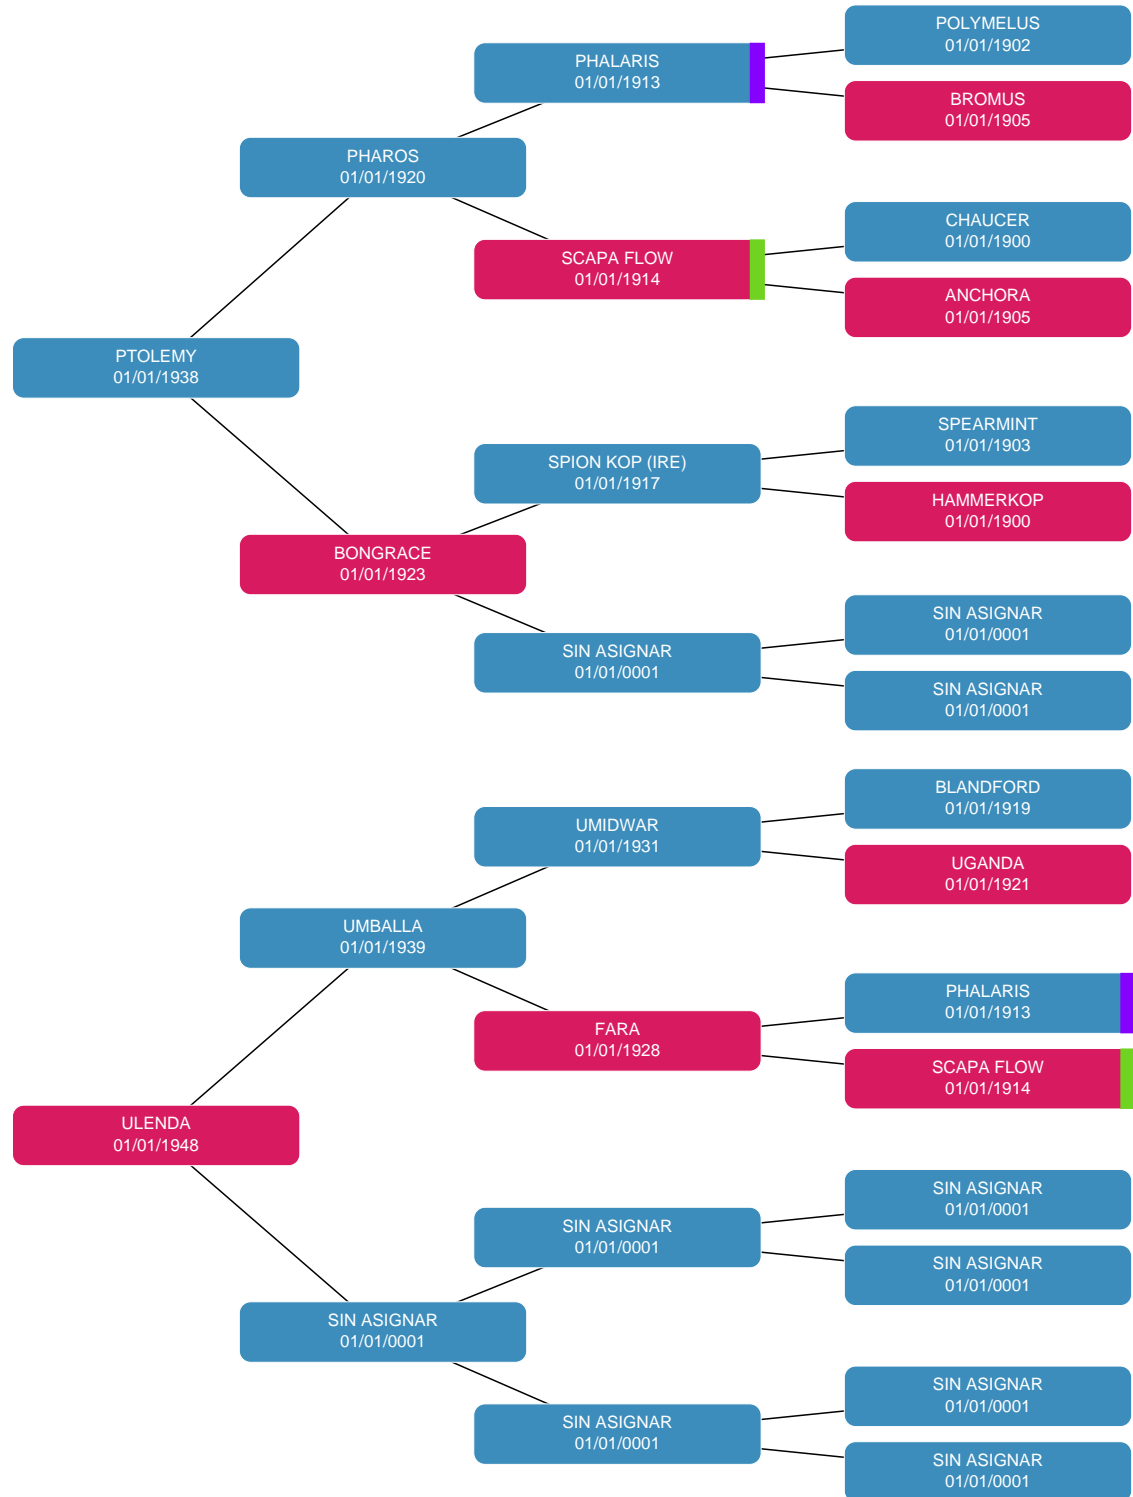 POLYMELUS
01/01/1902
PHALARIS
01/01/1913
BROMUS
01/01/1905
PHAROS
01/01/1920
CHAUCER
01/01/1900
SCAPA FLOW
01/01/1914
ANCHORA
01/01/1905
PTOLEMY
01/01/1938
SPEARMINT
01/01/1903
SPION KOP (IRE)
01/01/1917
HAMMERKOP
01/01/1900
BONGRACE
01/01/1923
SIN ASIGNAR
01/01/0001
SIN ASIGNAR
01/01/0001
SIN ASIGNAR
01/01/0001
BLANDFORD
01/01/1919
UMIDWAR
01/01/1931
UGANDA
01/01/1921
UMBALLA
01/01/1939
PHALARIS
01/01/1913
FARA
01/01/1928
SCAPA FLOW
01/01/1914
ULENDA
01/01/1948
SIN ASIGNAR
01/01/0001
SIN ASIGNAR
01/01/0001
SIN ASIGNAR
01/01/0001
SIN ASIGNAR
01/01/0001
SIN ASIGNAR
01/01/0001
SIN ASIGNAR
01/01/0001
SIN ASIGNAR
01/01/0001